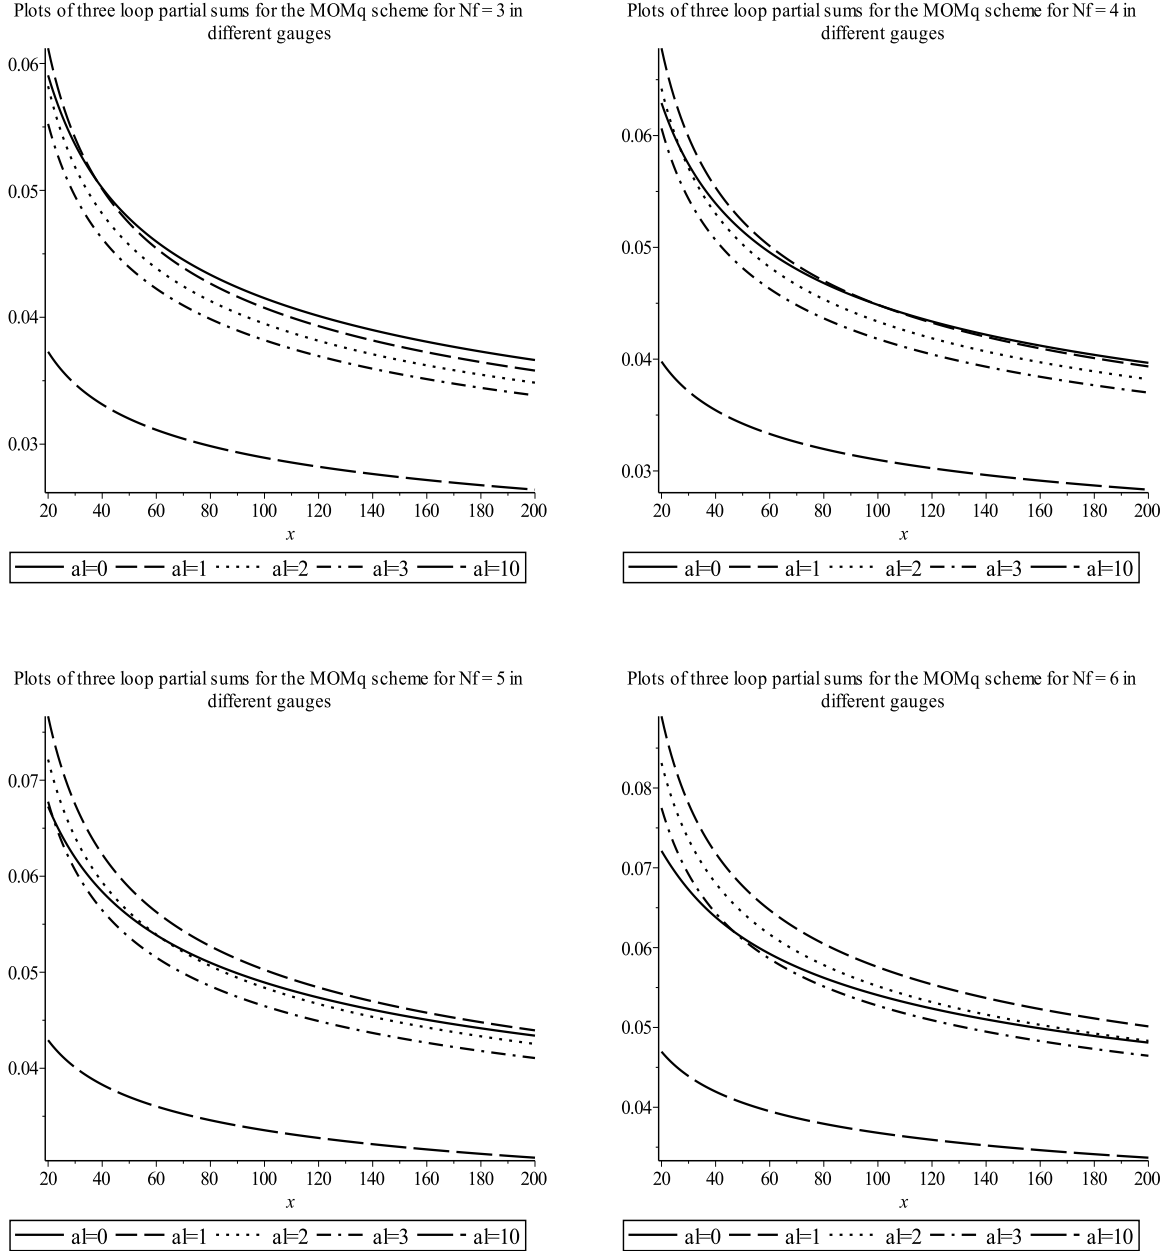 Plots of three loop partial sums for the MOMq scheme for Nf = 3 in
different gauges
0.06
0.05
0.04
0.03
20 40 60 80 100 120 140 160 180 200
x
al=0 al=1 al=2 al=3 al=10
Plots of three loop partial sums for the MOMq scheme for Nf = 4 in
different gauges
0.06
0.05
0.04
0.03
20 40 60 80 100 120 140 160 180 200
x
al=0 al=1 al=2 al=3 al=10
Plots of three loop partial sums for the MOMq scheme for Nf = 5 in
different gauges
0.07
0.06
0.05
0.04
20 40 60 80 100 120 140 160 180 200
x
al=0 al=1 al=2 al=3 al=10
Plots of three loop partial sums for the MOMq scheme for Nf = 6 in
different gauges
0.08
0.07
0.06
0.05
0.04
20 40 60 80 100 120 140 160 180 200
x
al=0 al=1 al=2 al=3 al=10